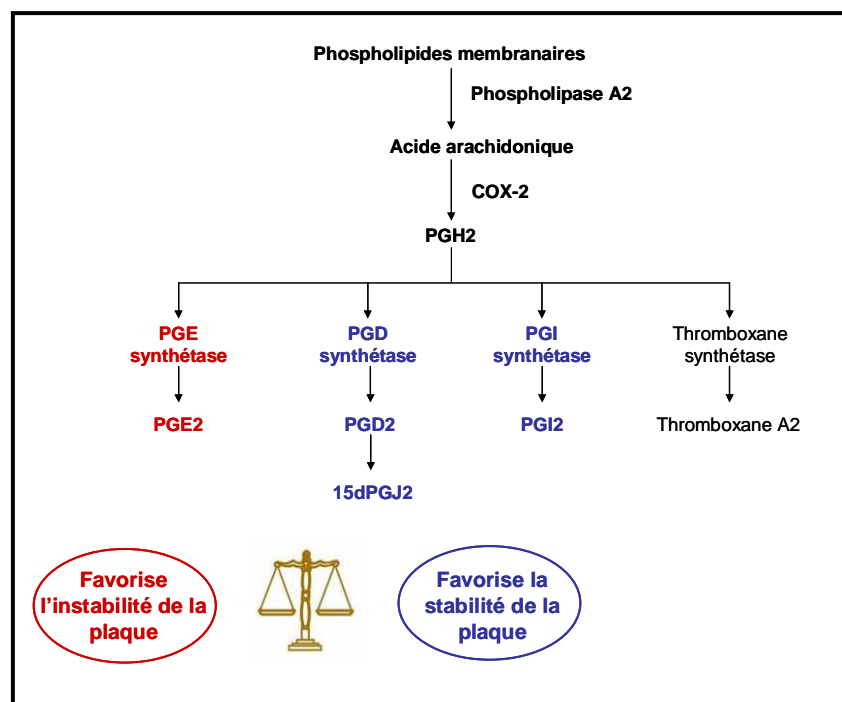 Phospholipides membranaires
Phospholipase A2
Acide arachidonique
COX-2
PGH2
PGE
synthétase
PGD
synthétase
PGI
synthétase
Thromboxane
synthétase
PGE2
PGD2
PGI2
Thromboxane A2
15dPGJ2
Favorise
l'instabilité de la
plaque
Favorise la
stabilité de la
plaque